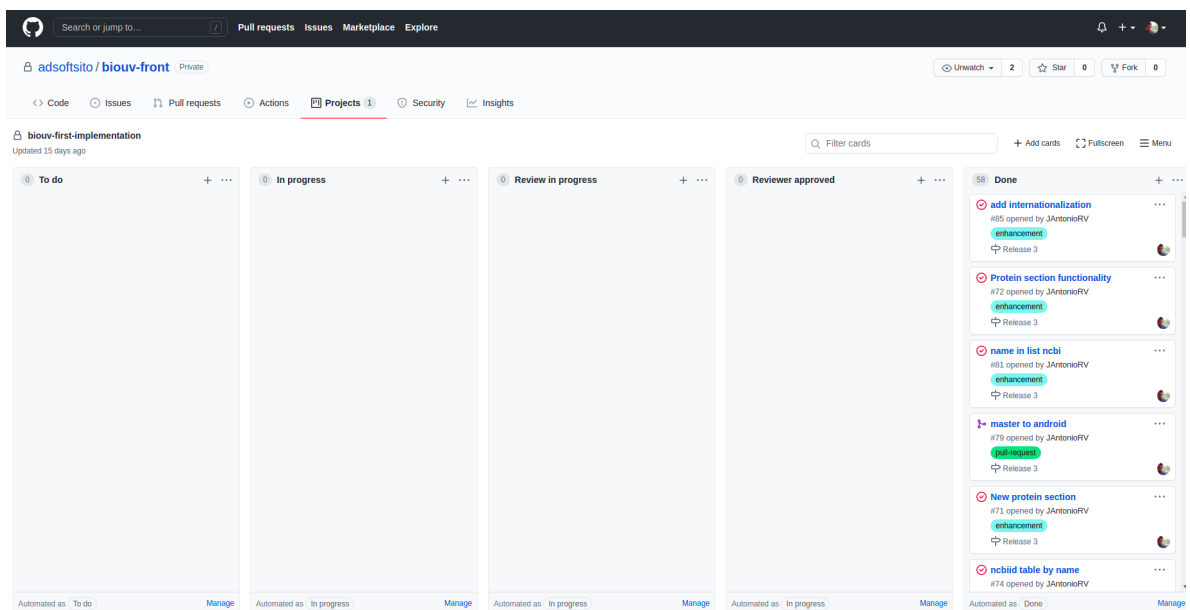 Search or jump to... /
Pull requests Issues Marketplace Explore
adsoftsito / biouv-front Private
Unwatch 2 Star 0 Fork 0
Code Issues Pull requests Actions Projects 1 Security Insights
biouv-first-implementation
Updated 15 days ago
Filter cards
Add cards Fullscreen Menu
0 To do
0 In progress
0 Review in progress
0 Reviewer approved
58 Done
add internationalization
#85 opened by JAntonioRV
enhancement
Release 3
Protein section functionality
#72 opened by JAntonioRV
enhancement
Release 3
name in list ncbi
#81 opened by JAntonioRV
enhancement
Release 3
master to android
#79 opened by JAntonioRV
pull-request
Release 3
New protein section
#71 opened by JAntonioRV
enhancement
Release 3
ncbiid table by name
#74 opened by JAntonioRV
Automated as To do Manage
Automated as In progress Manage
Automated as In progress Manage
Automated as In progress Manage
Automated as Done Manage